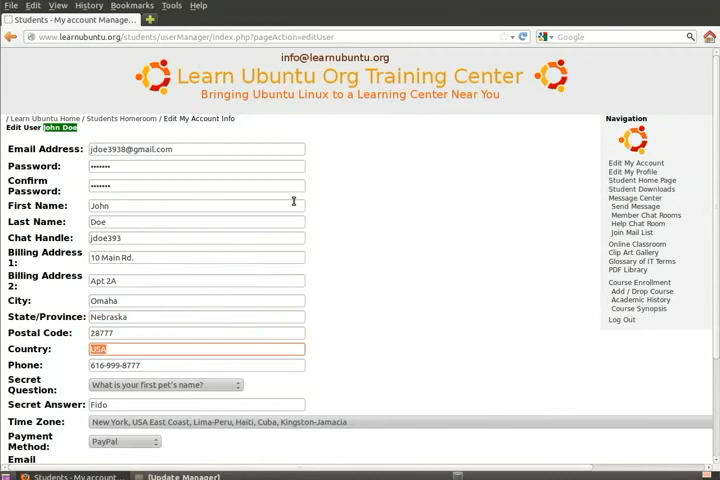 File Edit View History Bookmarks Tools Help
Students - My account Manage...
www.learnubuntu.org/students/userManager/index.php?pageAction=editUser
Google
info@learnubuntu.org
Learn Ubuntu Org Training Center
Bringing Ubuntu Linux to a Learning Center Near You
/ Learn Ubuntu Home / Students Homeroom / Edit My Account Info
Edit User John Doe
Email Address: jdoe3938@gmail.com
Password: •••••••
Confirm
Password: •••••••
First Name: John
Last Name: Doe
Chat Handle: jdoe393
Billing Address
1: 10 Main Rd.
Billing Address
2: Apt 2A
City: Omaha
State/Province: Nebraska
Postal Code: 28777
Country: USA
Phone: 616-999-8777
Secret
Question: What is your first pet's name?
Secret Answer: Fido
Time Zone: New York, USA East Coast, Lima-Peru, Haiti, Cuba, Kingston-Jamacia
Payment
Method: PayPal
Email
Navigation
Edit My Account
Edit My Profile
Student Home Page
Student Downloads
Message Center
Send Message
Member Chat Rooms
Help Chat Room
Join Mail List
Online Classroom
Clip Art Gallery
Glossary of IT Terms
PDF Library
Course Enrollment
Add / Drop Course
Academic History
Course Synopsis
Log Out
Students - My account...
[Update Manager]